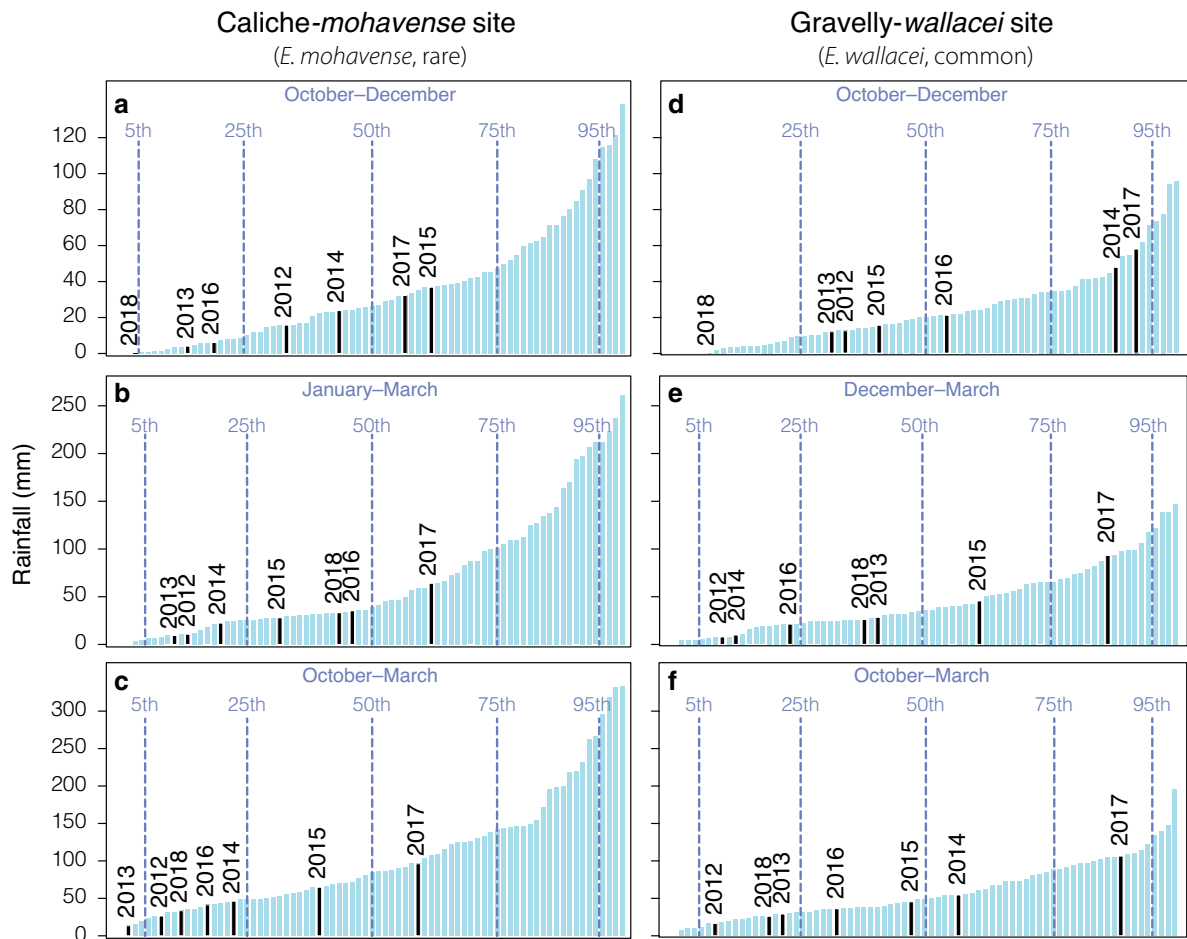 Caliche-mohavense site
(E. mohavense, rare)
Gravelly-wallacei site
(E. wallacei, common)
Rainfall (mm)
a
October–December
5th 25th 50th 75th 95th
120
100
80
60
40
20
0
2018 2013 2016 2012 2014 2017 2015
d
October–December
25th 50th 75th 95th
2018 2013 2012 2015 2016 2014 2017
b
January–March
5th 25th 50th 75th 95th
250
200
150
100
50
0
2013 2012 2014 2015 2018 2016 2017
e
December–March
5th 25th 50th 75th 95th
2012 2014 2016 2018 2013 2015 2017
c
October–March
5th 25th 50th 75th 95th
300
250
200
150
100
50
0
2013 2012 2018 2016 2014 2015 2017
f
October–March
5th 25th 50th 75th 95th
2012 2018 2013 2016 2015 2014 2017